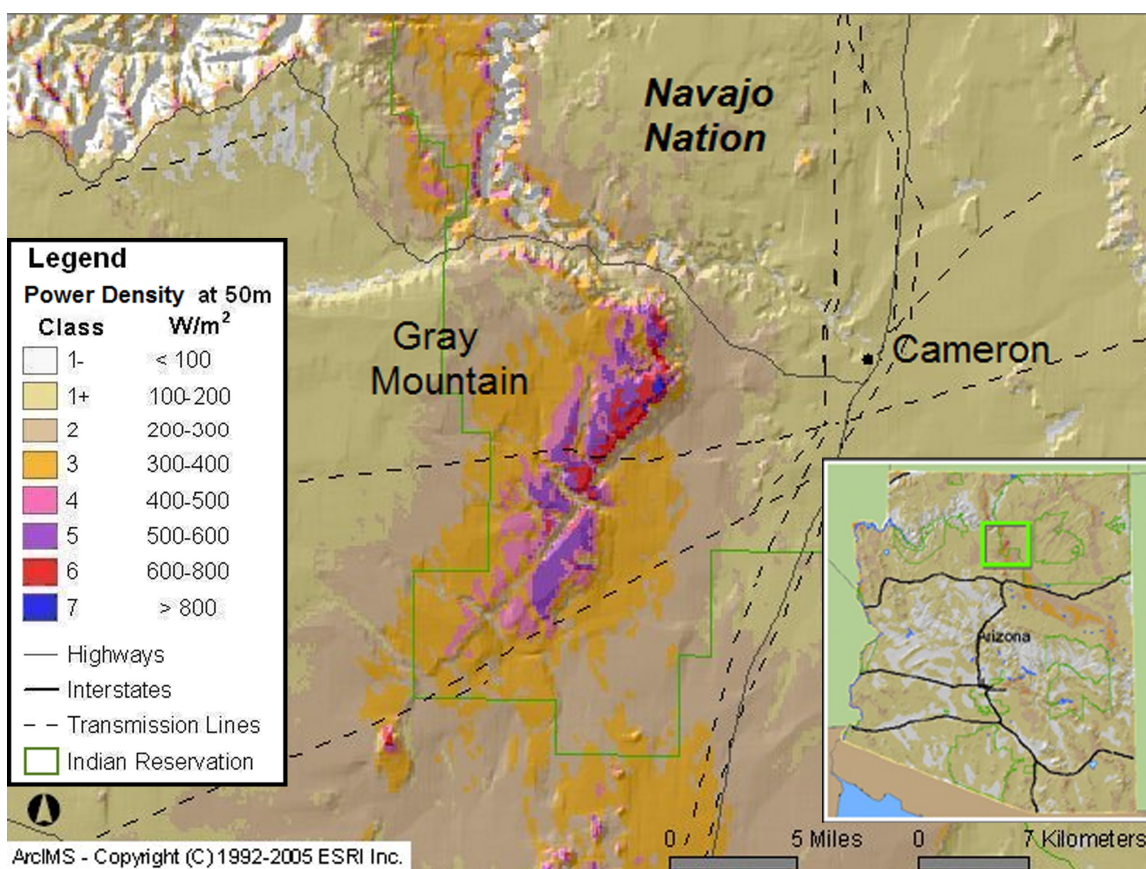 Navajo
Nation
Legend
Power Density at 50m
Class W/m²
1- < 100
1+ 100-200
2 200-300
3 300-400
4 400-500
5 500-600
6 600-800
7 > 800
Highways
Interstates
Transmission Lines
Indian Reservation
Gray
Mountain
Cameron
Arizona
0 5 Miles 0 7 Kilometers
ArcIMS - Copyright (C) 1992-2005 ESRI Inc.